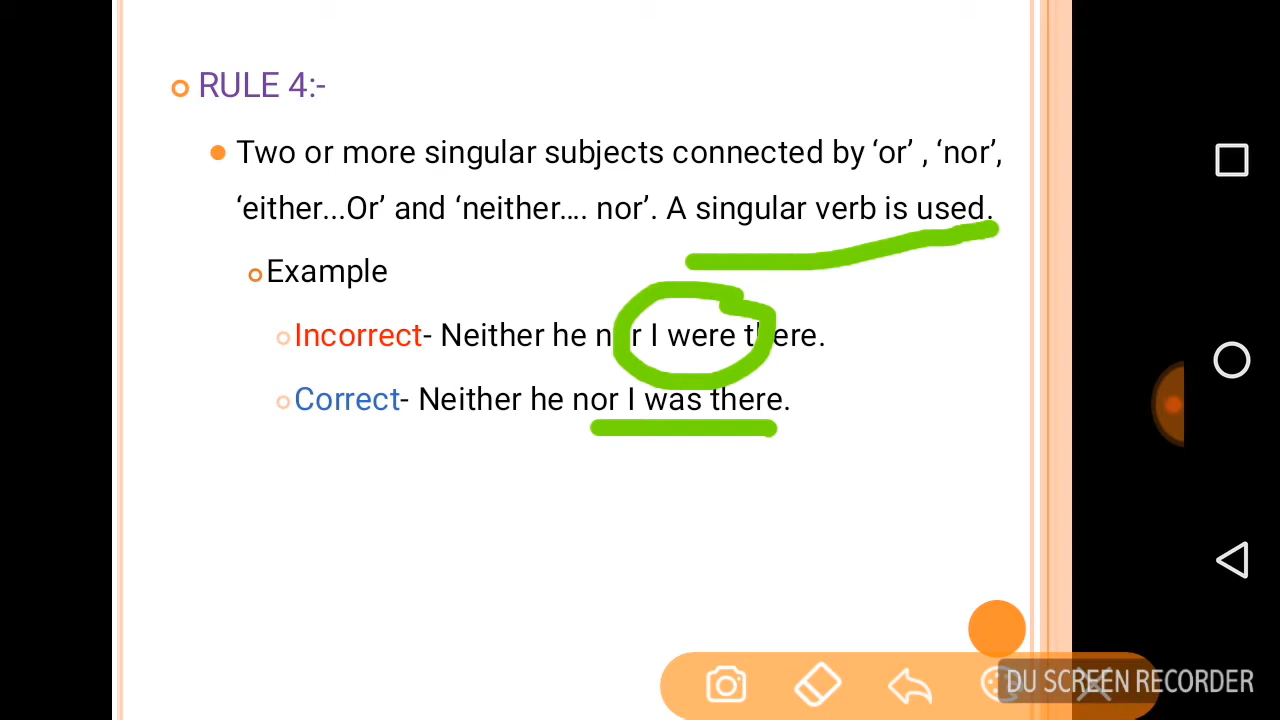 RULE 4:-
Two or more singular subjects connected by ‘or’ , ‘nor’,
‘either...Or’ and ‘neither.... nor’. A singular verb is used.
Example
Incorrect- Neither he nor I were there.
Correct- Neither he nor I was there.
DU SCREEN RECORDER